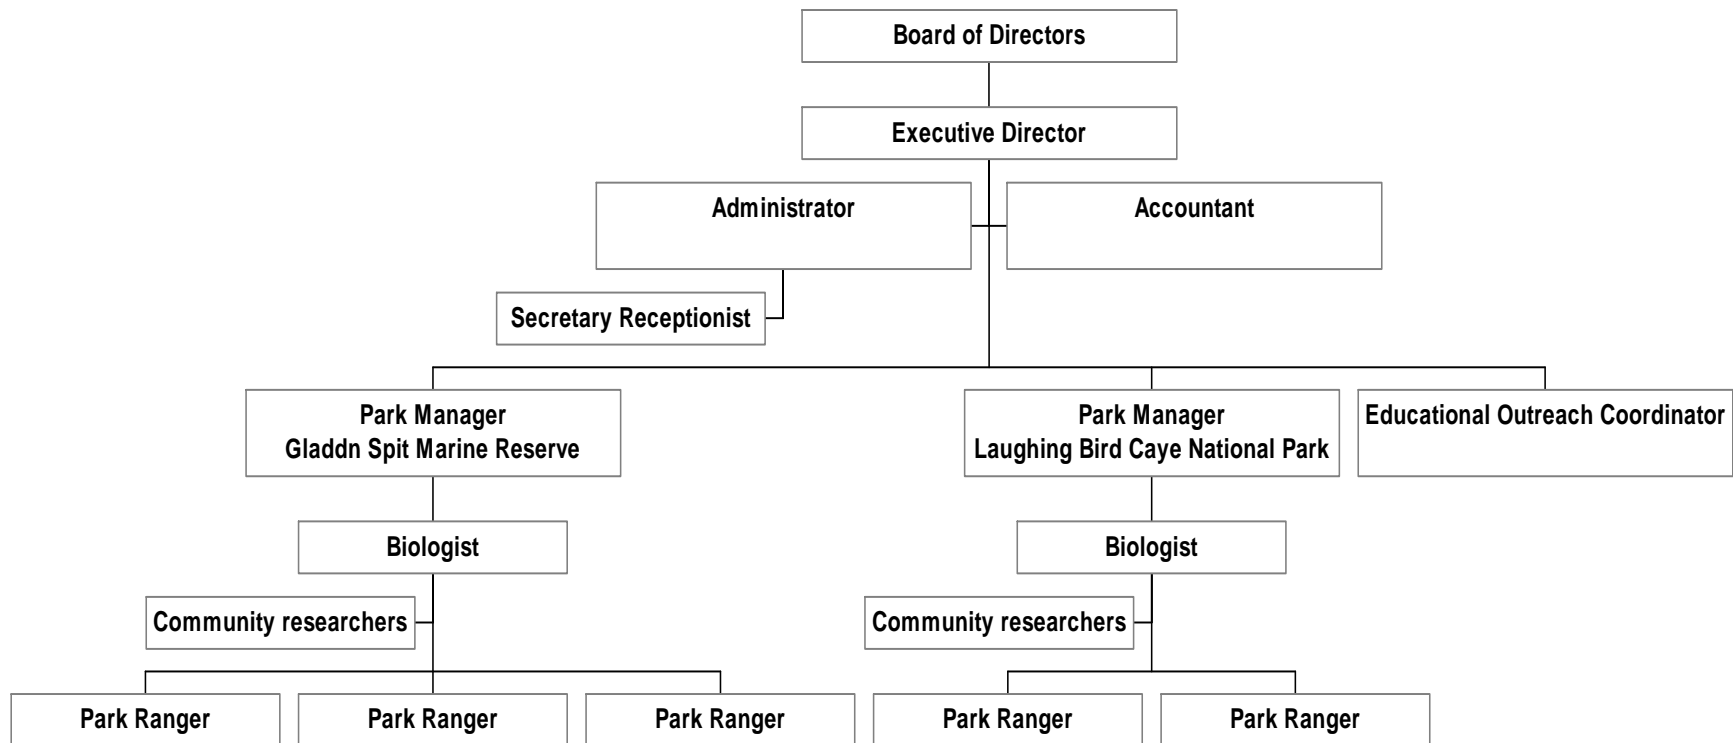 Board of Directors
Executive Director
Administrator
Accountant
Secretary Receptionist
Park Manager
Gladdn Spit Marine Reserve
Park Manager
Laughing Bird Caye National Park
Educational Outreach Coordinator
Biologist
Biologist
Community researchers
Community researchers
Park Ranger
Park Ranger
Park Ranger
Park Ranger
Park Ranger